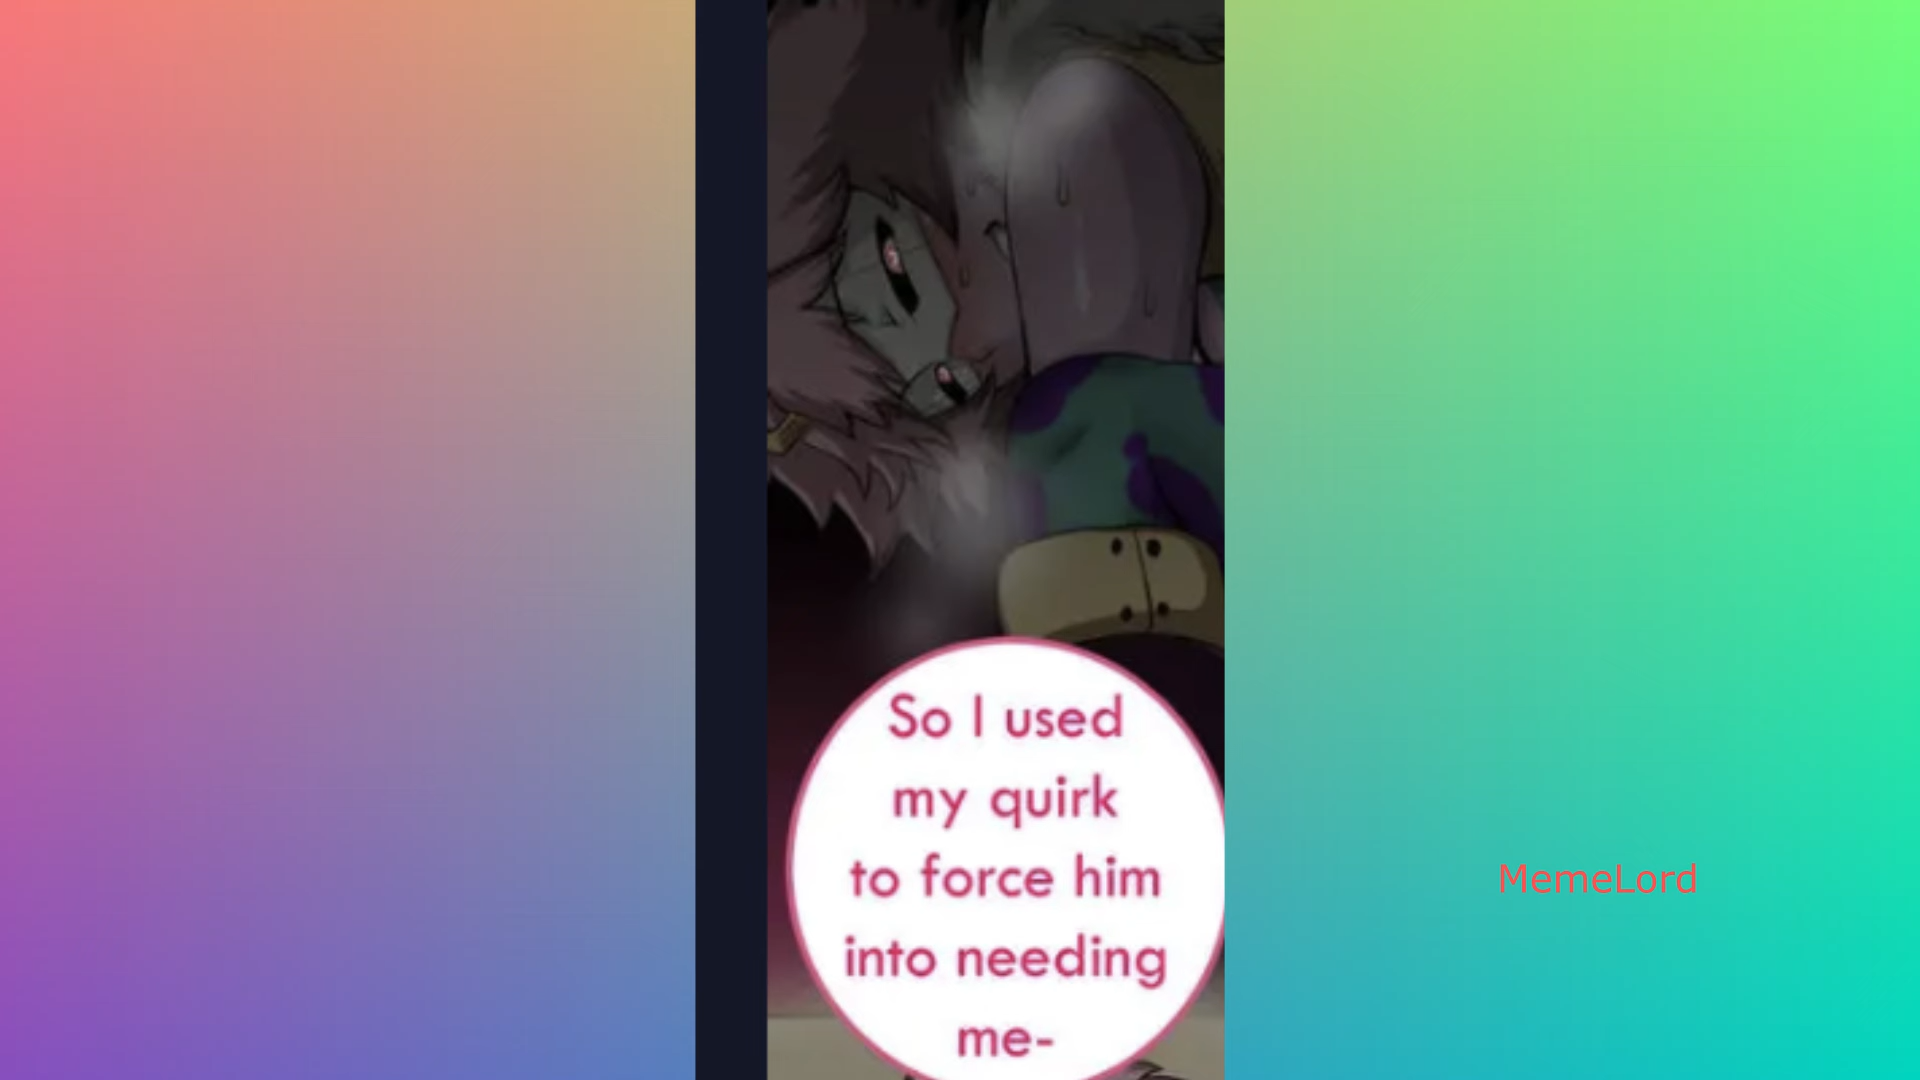 So I used
my quirk
to force him
into needing
me-
MemeLord